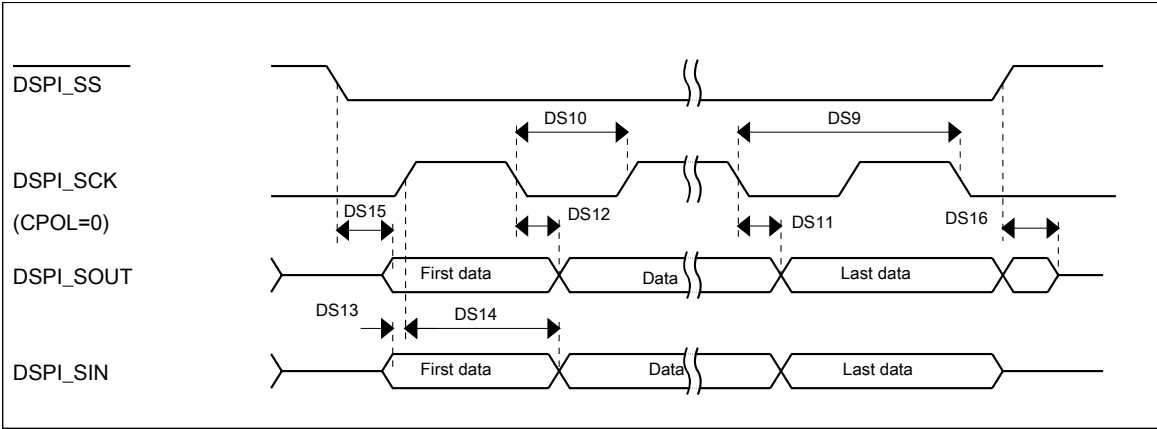 DSPI_SS
DS10
DS9
DSPI_SCK
(CPOL=0)
DS15
DS12
DS11
DS16
DSPI_SOUT
First data
Data
Last data
DS13
DS14
DSPI_SIN
First data
Data
Last data